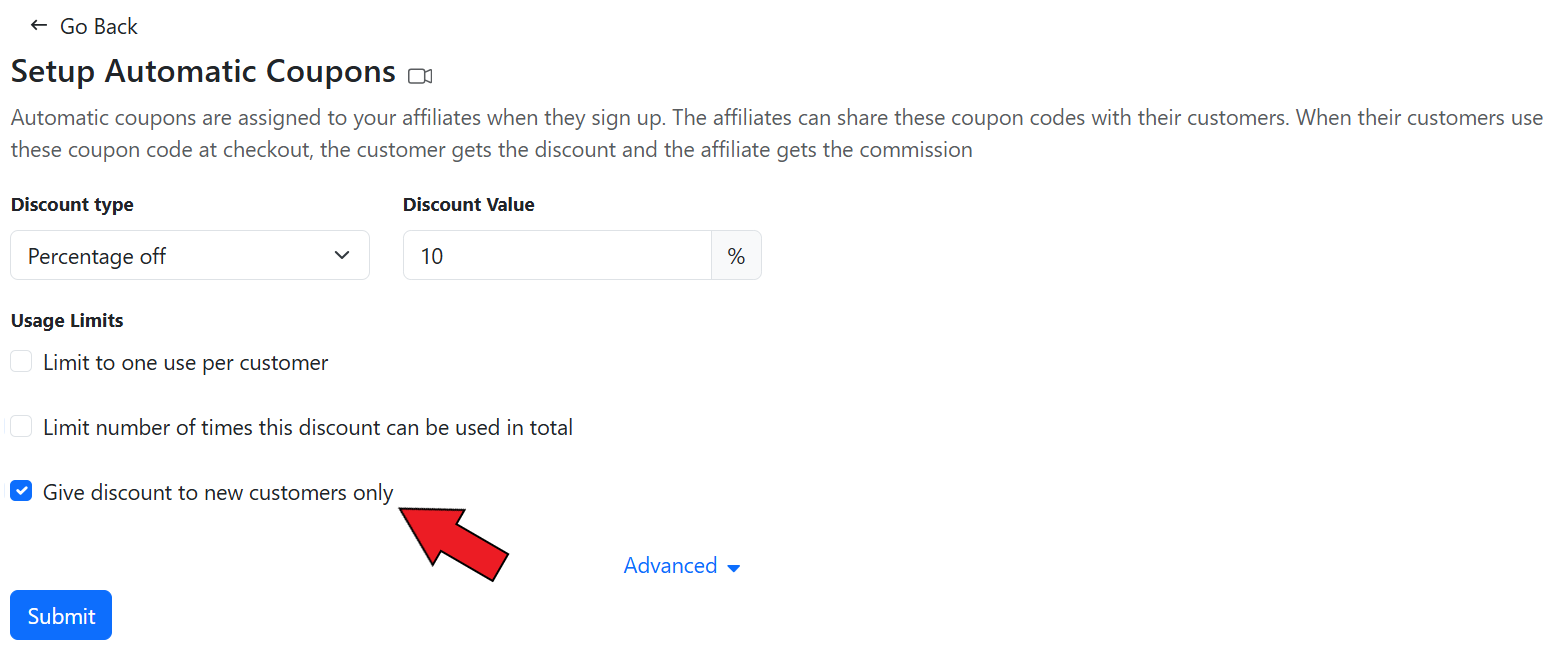 Go Back
Setup Automatic Coupons
Automatic coupons are assigned to your affiliates when they sign up. The affiliates can share these coupon codes with their customers. When their customers use
these coupon code at checkout, the customer gets the discount and the affiliate gets the commission
Discount type Discount Value
Percentage off 10 %
Usage Limits
Limit to one use per customer
Limit number of times this discount can be used in total
Give discount to new customers only
Advanced
Submit